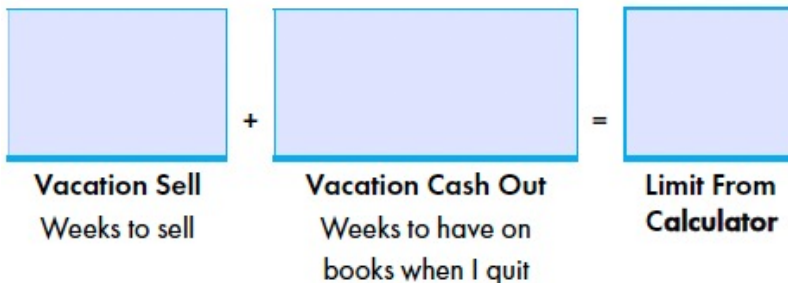 + =
Vacation Sell Vacation Cash Out Limit From
Weeks to sell Weeks to have on Calculator
books when I quit